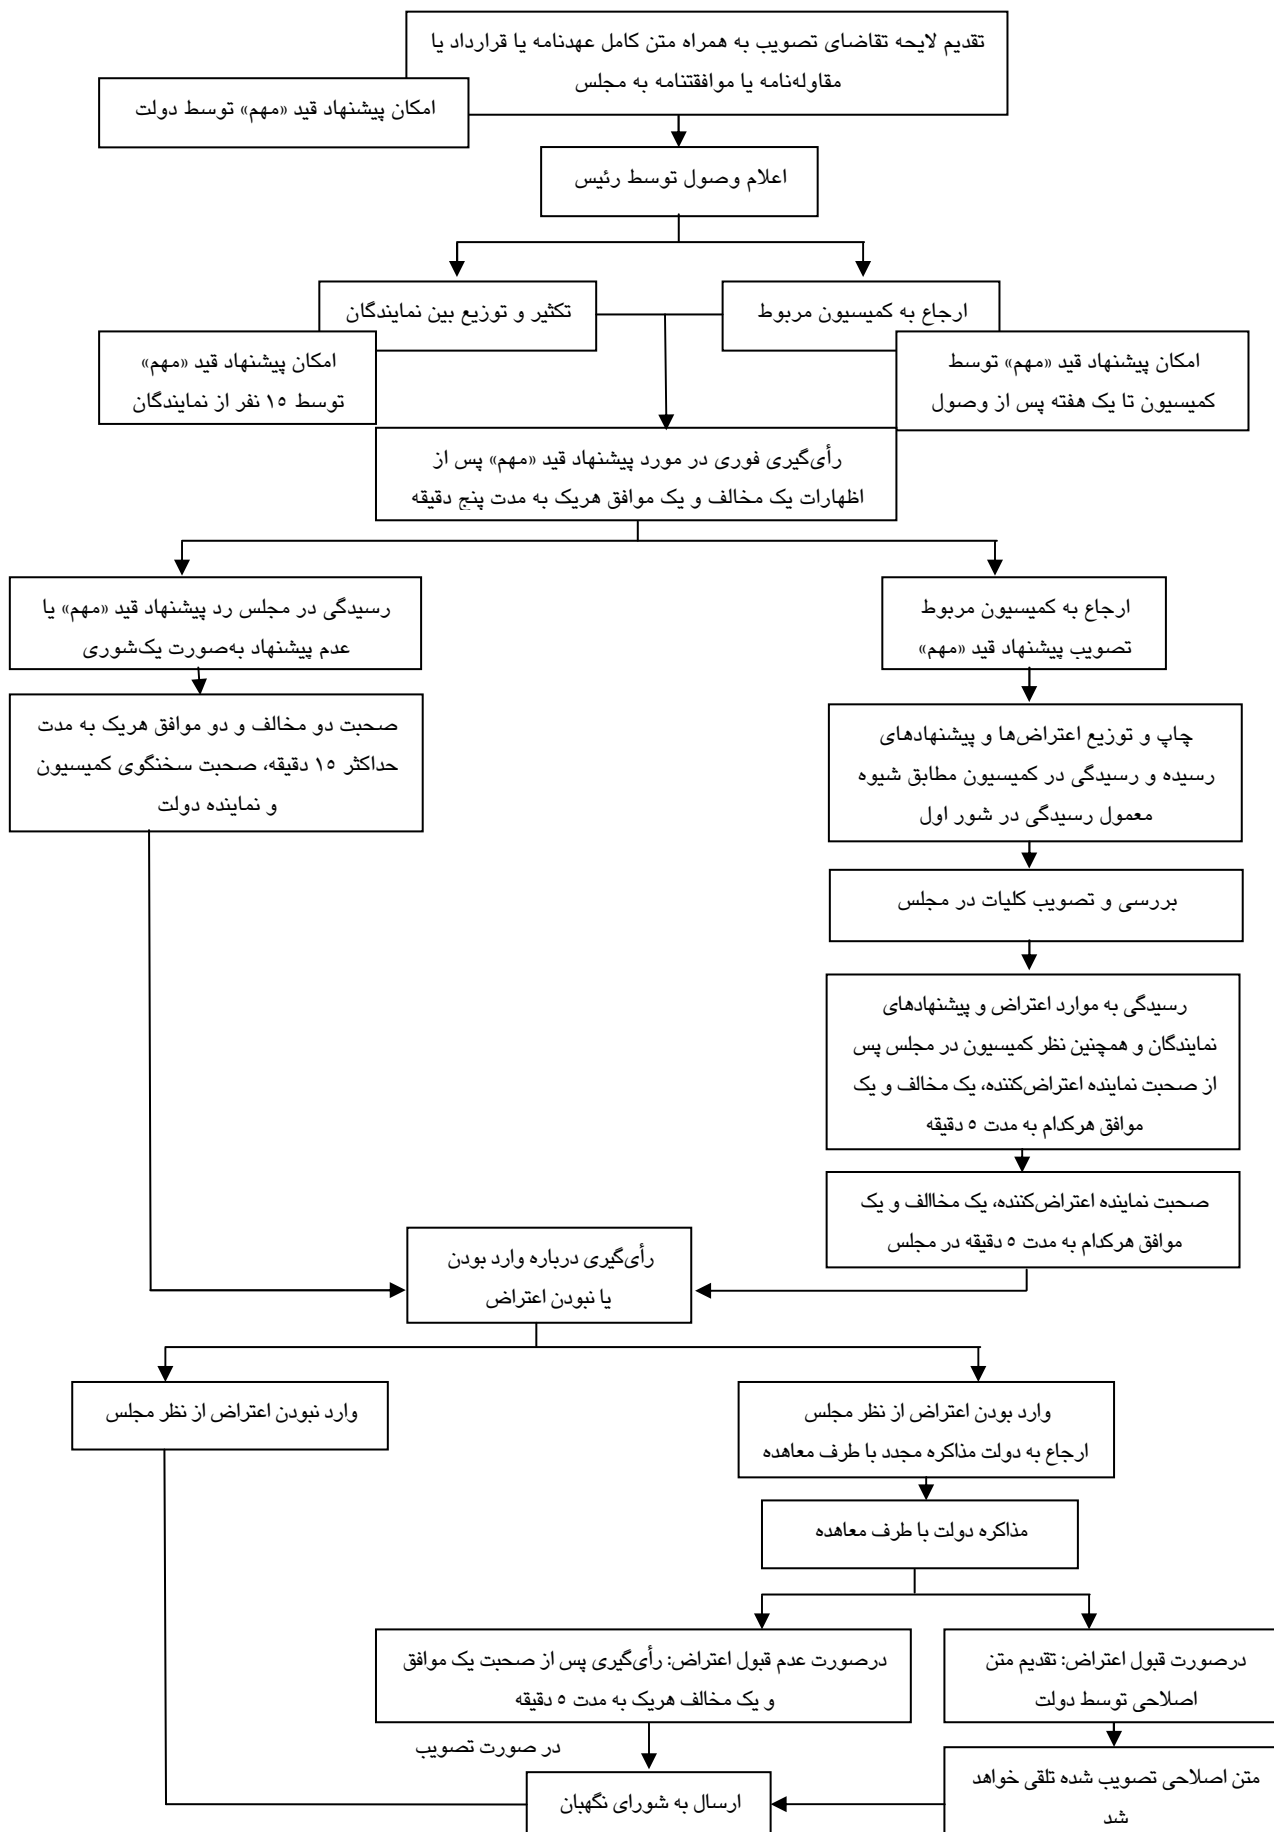 تقدیم لایحه تقاضای تصویب به همراه متن کامل عهدنامه یا قرارداد یا
مقاوله‌نامه یا موافقتنامه به مجلس
امکان پیشنهاد قید «مهم» توسط دولت
اعلام وصول توسط رئیس
ارجاع به کمیسیون مربوط
تکثیر و توزیع بین نمایندگان
امکان پیشنهاد قید «مهم» توسط
کمیسیون تا یک هفته پس از وصول
امکان پیشنهاد قید «مهم»
توسط ۱۵ نفر از نمایندگان
رأی‌گیری فوری در مورد پیشنهاد قید «مهم» پس از
اظهارات یک مخالف و یک موافق هریک به مدت پنج دقیقه
ارجاع به کمیسیون مربوط
تصویب پیشنهاد قید «مهم»
رسیدگی در مجلس رد پیشنهاد قید «مهم» یا
عدم پیشنهاد به‌صورت یک‌شوری
چاپ و توزیع اعتراض‌ها و پیشنهادهای
رسیده و رسیدگی در کمیسیون مطابق شیوه
معمول رسیدگی در شور اول
صحبت دو مخالف و دو موافق هریک به مدت
حداکثر ۱۵ دقیقه، صحبت سخنگوی کمیسیون
و نماینده دولت
بررسی و تصویب کلیات در مجلس
رسیدگی به موارد اعتراض و پیشنهادهای
نمایندگان و همچنین نظر کمیسیون در مجلس پس
از صحبت نماینده اعتراض‌کننده، یک مخالف و یک
موافق هرکدام به مدت ۵ دقیقه
صحبت نماینده اعتراض‌کننده، یک مخاالف و یک
موافق هرکدام به مدت ۵ دقیقه در مجلس
رأی‌گیری درباره وارد بودن
یا نبودن اعتراض
وارد بودن اعتراض از نظر مجلس
ارجاع به دولت مذاکره مجدد با طرف معاهده
وارد نبودن اعتراض از نظر مجلس
مذاکره دولت با طرف معاهده
درصورت قبول اعتراض: تقدیم متن
اصلاحی توسط دولت
درصورت عدم قبول اعتراض: رأی‌گیری پس از صحبت یک موافق
و یک مخالف هریک به مدت ۵ دقیقه
در صورت تصویب
متن اصلاحی تصویب شده تلقی خواهد
شد
ارسال به شورای نگهبان